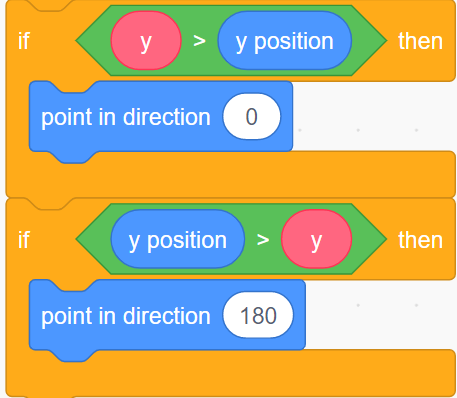 if y > y position then
point in direction 0
if y position > y then
point in direction 180